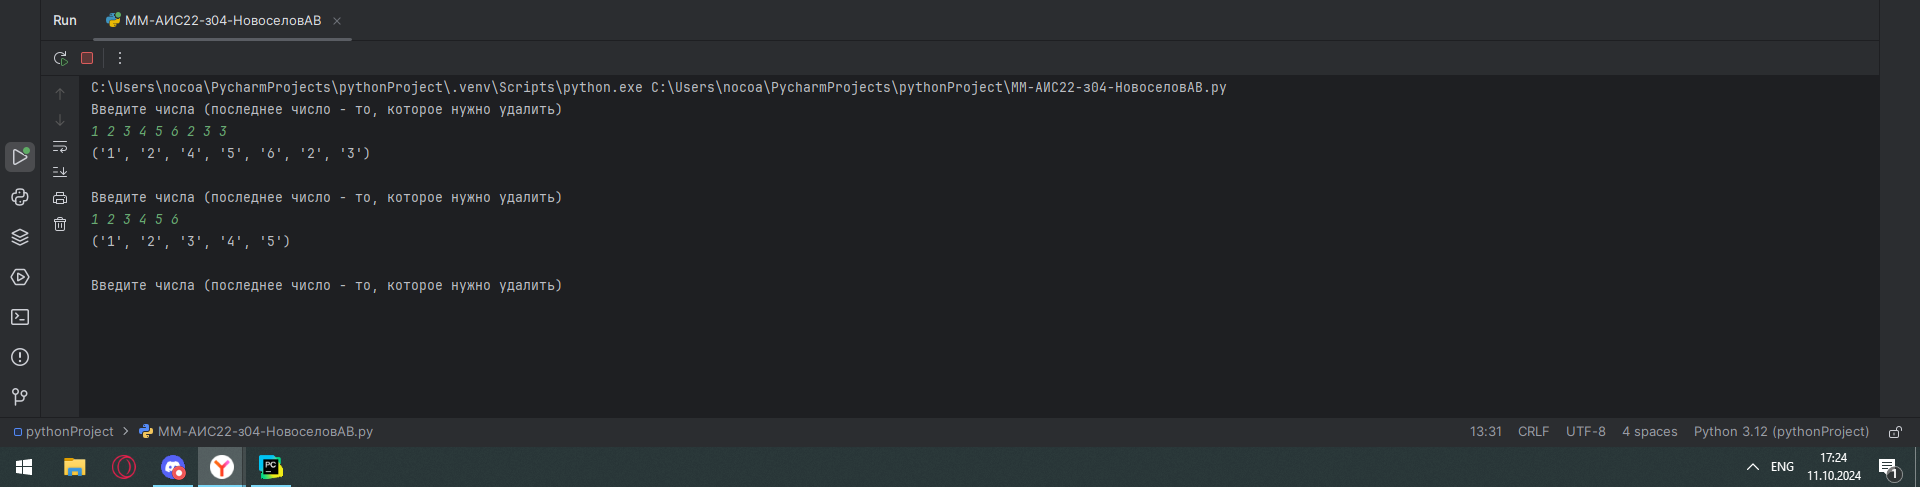 Run ММ-АИС22-з04-НовоселовАВ
C:\Users\nocoa\PycharmProjects\pythonProject\.venv\Scripts\python.exe C:\Users\nocoa\PycharmProjects\pythonProject\ММ-АИС22-з04-НовоселовАВ.py
Введите числа (последнее число - то, которое нужно удалить)
1 2 3 4 5 6 2 3 3
('1', '2', '4', '5', '6', '2', '3')
Введите числа (последнее число - то, которое нужно удалить)
1 2 3 4 5 6
('1', '2', '3', '4', '5')
Введите числа (последнее число - то, которое нужно удалить)
pythonProject > ММ-АИС22-з04-НовоселовАВ.py 13:31 CRLF UTF-8 4 spaces Python 3.12 (pythonProject)
PC ENG 17:24
11.10.2024 1